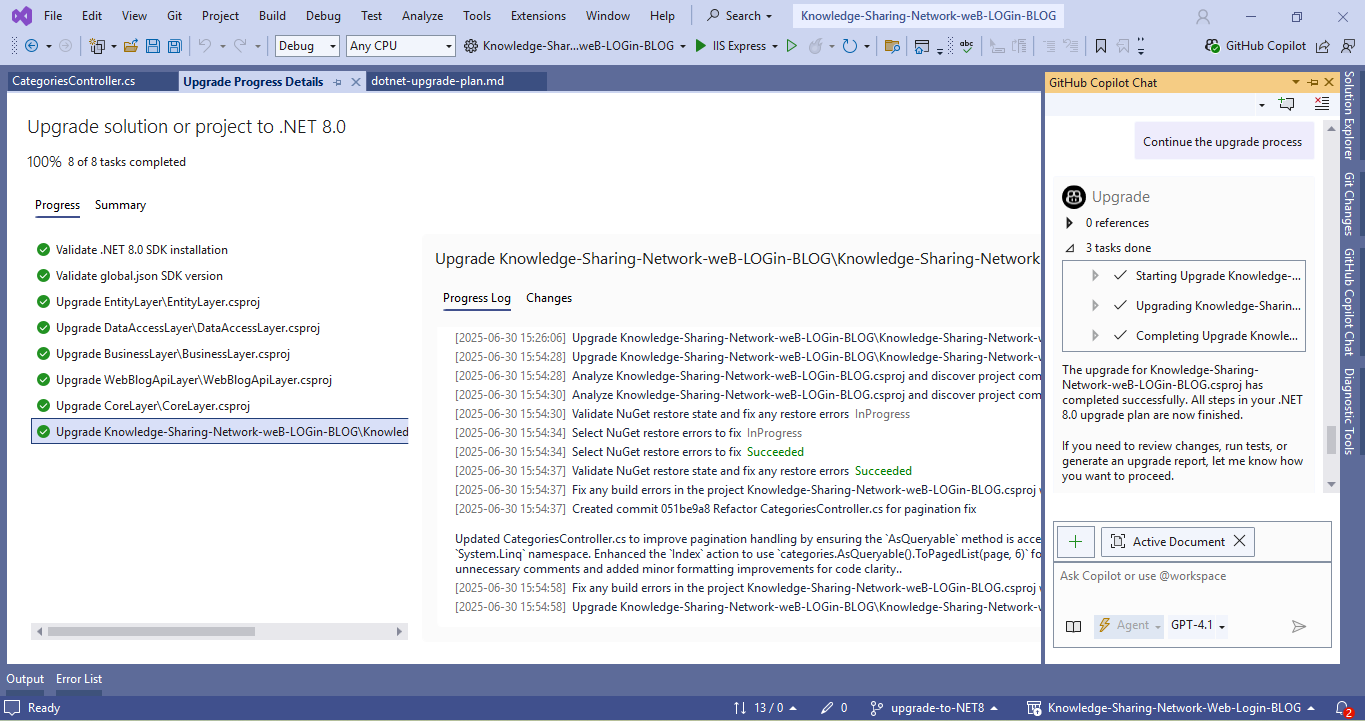 File Edit View Git Project Build Debug Test Analyze Tools Extensions Window Help Search Knowledge-Sharing-Network-weB-LOGin-BLOG
Debug Any CPU Knowledge-Shar...weB-LOGin-BLOG IIS Express abc GitHub Copilot
CategoriesController.cs Upgrade Progress Details dotnet-upgrade-plan.md
Upgrade solution or project to .NET 8.0
100% 8 of 8 tasks completed
Progress Summary
Validate .NET 8.0 SDK installation
Validate global.json SDK version
Upgrade EntityLayer\EntityLayer.csproj
Upgrade DataAccessLayer\DataAccessLayer.csproj
Upgrade BusinessLayer\BusinessLayer.csproj
Upgrade WebBlogApiLayer\WebBlogApiLayer.csproj
Upgrade CoreLayer\CoreLayer.csproj
Upgrade Knowledge-Sharing-Network-weB-LOGin-BLOG\Knowled
Upgrade Knowledge-Sharing-Network-weB-LOGin-BLOG\Knowledge-Sharing-Network
Progress Log Changes
[2025-06-30 15:26:06] Upgrade Knowledge-Sharing-Network-weB-LOGin-BLOG\Knowledge-Sharing-Network-w
[2025-06-30 15:54:28] Upgrade Knowledge-Sharing-Network-weB-LOGin-BLOG\Knowledge-Sharing-Network-w
[2025-06-30 15:54:28] Analyze Knowledge-Sharing-Network-weB-LOGin-BLOG.csproj and discover project com
[2025-06-30 15:54:30] Analyze Knowledge-Sharing-Network-weB-LOGin-BLOG.csproj and discover project com
[2025-06-30 15:54:30] Validate NuGet restore state and fix any restore errors InProgress
[2025-06-30 15:54:34] Select NuGet restore errors to fix InProgress
[2025-06-30 15:54:34] Select NuGet restore errors to fix Succeeded
[2025-06-30 15:54:37] Validate NuGet restore state and fix any restore errors Succeeded
[2025-06-30 15:54:37] Fix any build errors in the project Knowledge-Sharing-Network-weB-LOGin-BLOG.csproj w
[2025-06-30 15:54:37] Created commit 051be9a8 Refactor CategoriesController.cs for pagination fix
Updated CategoriesController.cs to improve pagination handling by ensuring the `AsQueryable` method is acce
`System.Linq` namespace. Enhanced the `Index` action to use `categories.AsQueryable().ToPagedList(page, 6)` fo
unnecessary comments and added minor formatting improvements for code clarity..
[2025-06-30 15:54:58] Fix any build errors in the project Knowledge-Sharing-Network-weB-LOGin-BLOG.csproj w
[2025-06-30 15:54:58] Upgrade Knowledge-Sharing-Network-weB-LOGin-BLOG\Knowledge-Sharing-Network-w
GitHub Copilot Chat
Continue the upgrade process
Upgrade
0 references
3 tasks done
Starting Upgrade Knowledge-...
Upgrading Knowledge-Sharin...
Completing Upgrade Knowle...
The upgrade for Knowledge-Sharing-
Network-weB-LOGin-BLOG.csproj has
completed successfully. All steps in your .NET
8.0 upgrade plan are now finished.
If you need to review changes, run tests, or
generate an upgrade report, let me know how
you want to proceed.
Active Document
Ask Copilot or use @workspace
Agent GPT-4.1
Solution Explorer
Git Changes
GitHub Copilot Chat
Diagnostic Tools
Output Error List
Ready 13 / 0 0 upgrade-to-NET8 Knowledge-Sharing-Network-Web-Login-BLOG 2